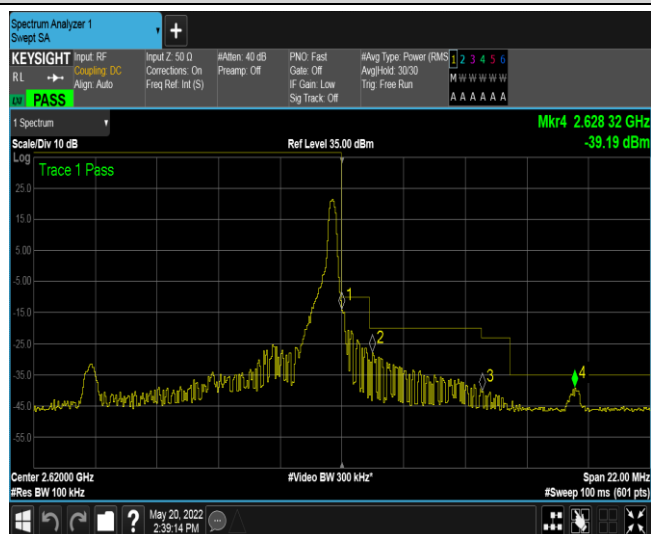 Spectrum Analyzer 1
Swept SA
+
KEYSIGHT Input: RF Input Z: 50 Ω #Atten: 40 dB PNO: Fast #Avg Type: Power (RMS 1 2 3 4 5 6
RL Coupling: DC Corrections: On Preamp: Off Gate: Off Avg|Hold: 30/30 M W W W W W
Align: Auto Freq Ref: Int (S) IF Gain: Low Trig: Free Run
Sig Track: Off A A A A A A
LXI PASS
1 Spectrum Mkr4 2.628 32 GHz
Scale/Div 10 dB Ref Level 35.00 dBm -39.19 dBm
Log
Trace 1 Pass
25.0
15.0
5.00
-5.00
1
-15.0
2
-25.0
-35.0
3 4
-45.0
-55.0
Center 2.62000 GHz #Video BW 300 kHz* Span 22.00 MHz
#Res BW 100 kHz #Sweep 100 ms (601 pts)
? May 20, 2022
2:39:14 PM